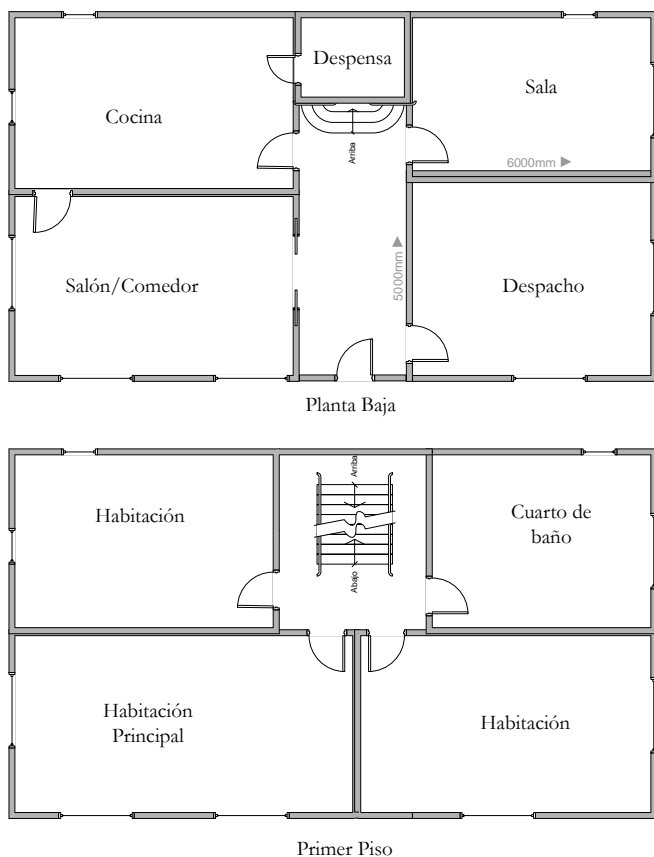 Despensa
Sala
Cocina
Arriba
6000mm
Salón/Comedor
5000mm
Despacho
Planta Baja
Arriba
Habitación
Cuarto de
baño
Abajo
Habitación
Principal
Habitación
Primer Piso